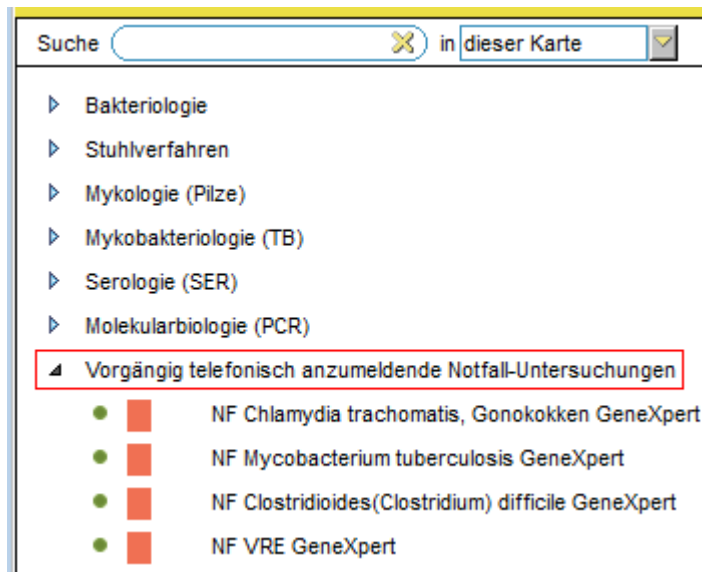 Suche in dieser Karte
Bakteriologie
Stuhlverfahren
Mykologie (Pilze)
Mykobakteriologie (TB)
Serologie (SER)
Molekularbiologie (PCR)
Vorgängig telefonisch anzumeldende Notfall-Untersuchungen
NF Chlamydia trachomatis, Gonokokken GeneXpert
NF Mycobacterium tuberculosis GeneXpert
NF Clostridioides(Clostridium) difficile GeneXpert
NF VRE GeneXpert